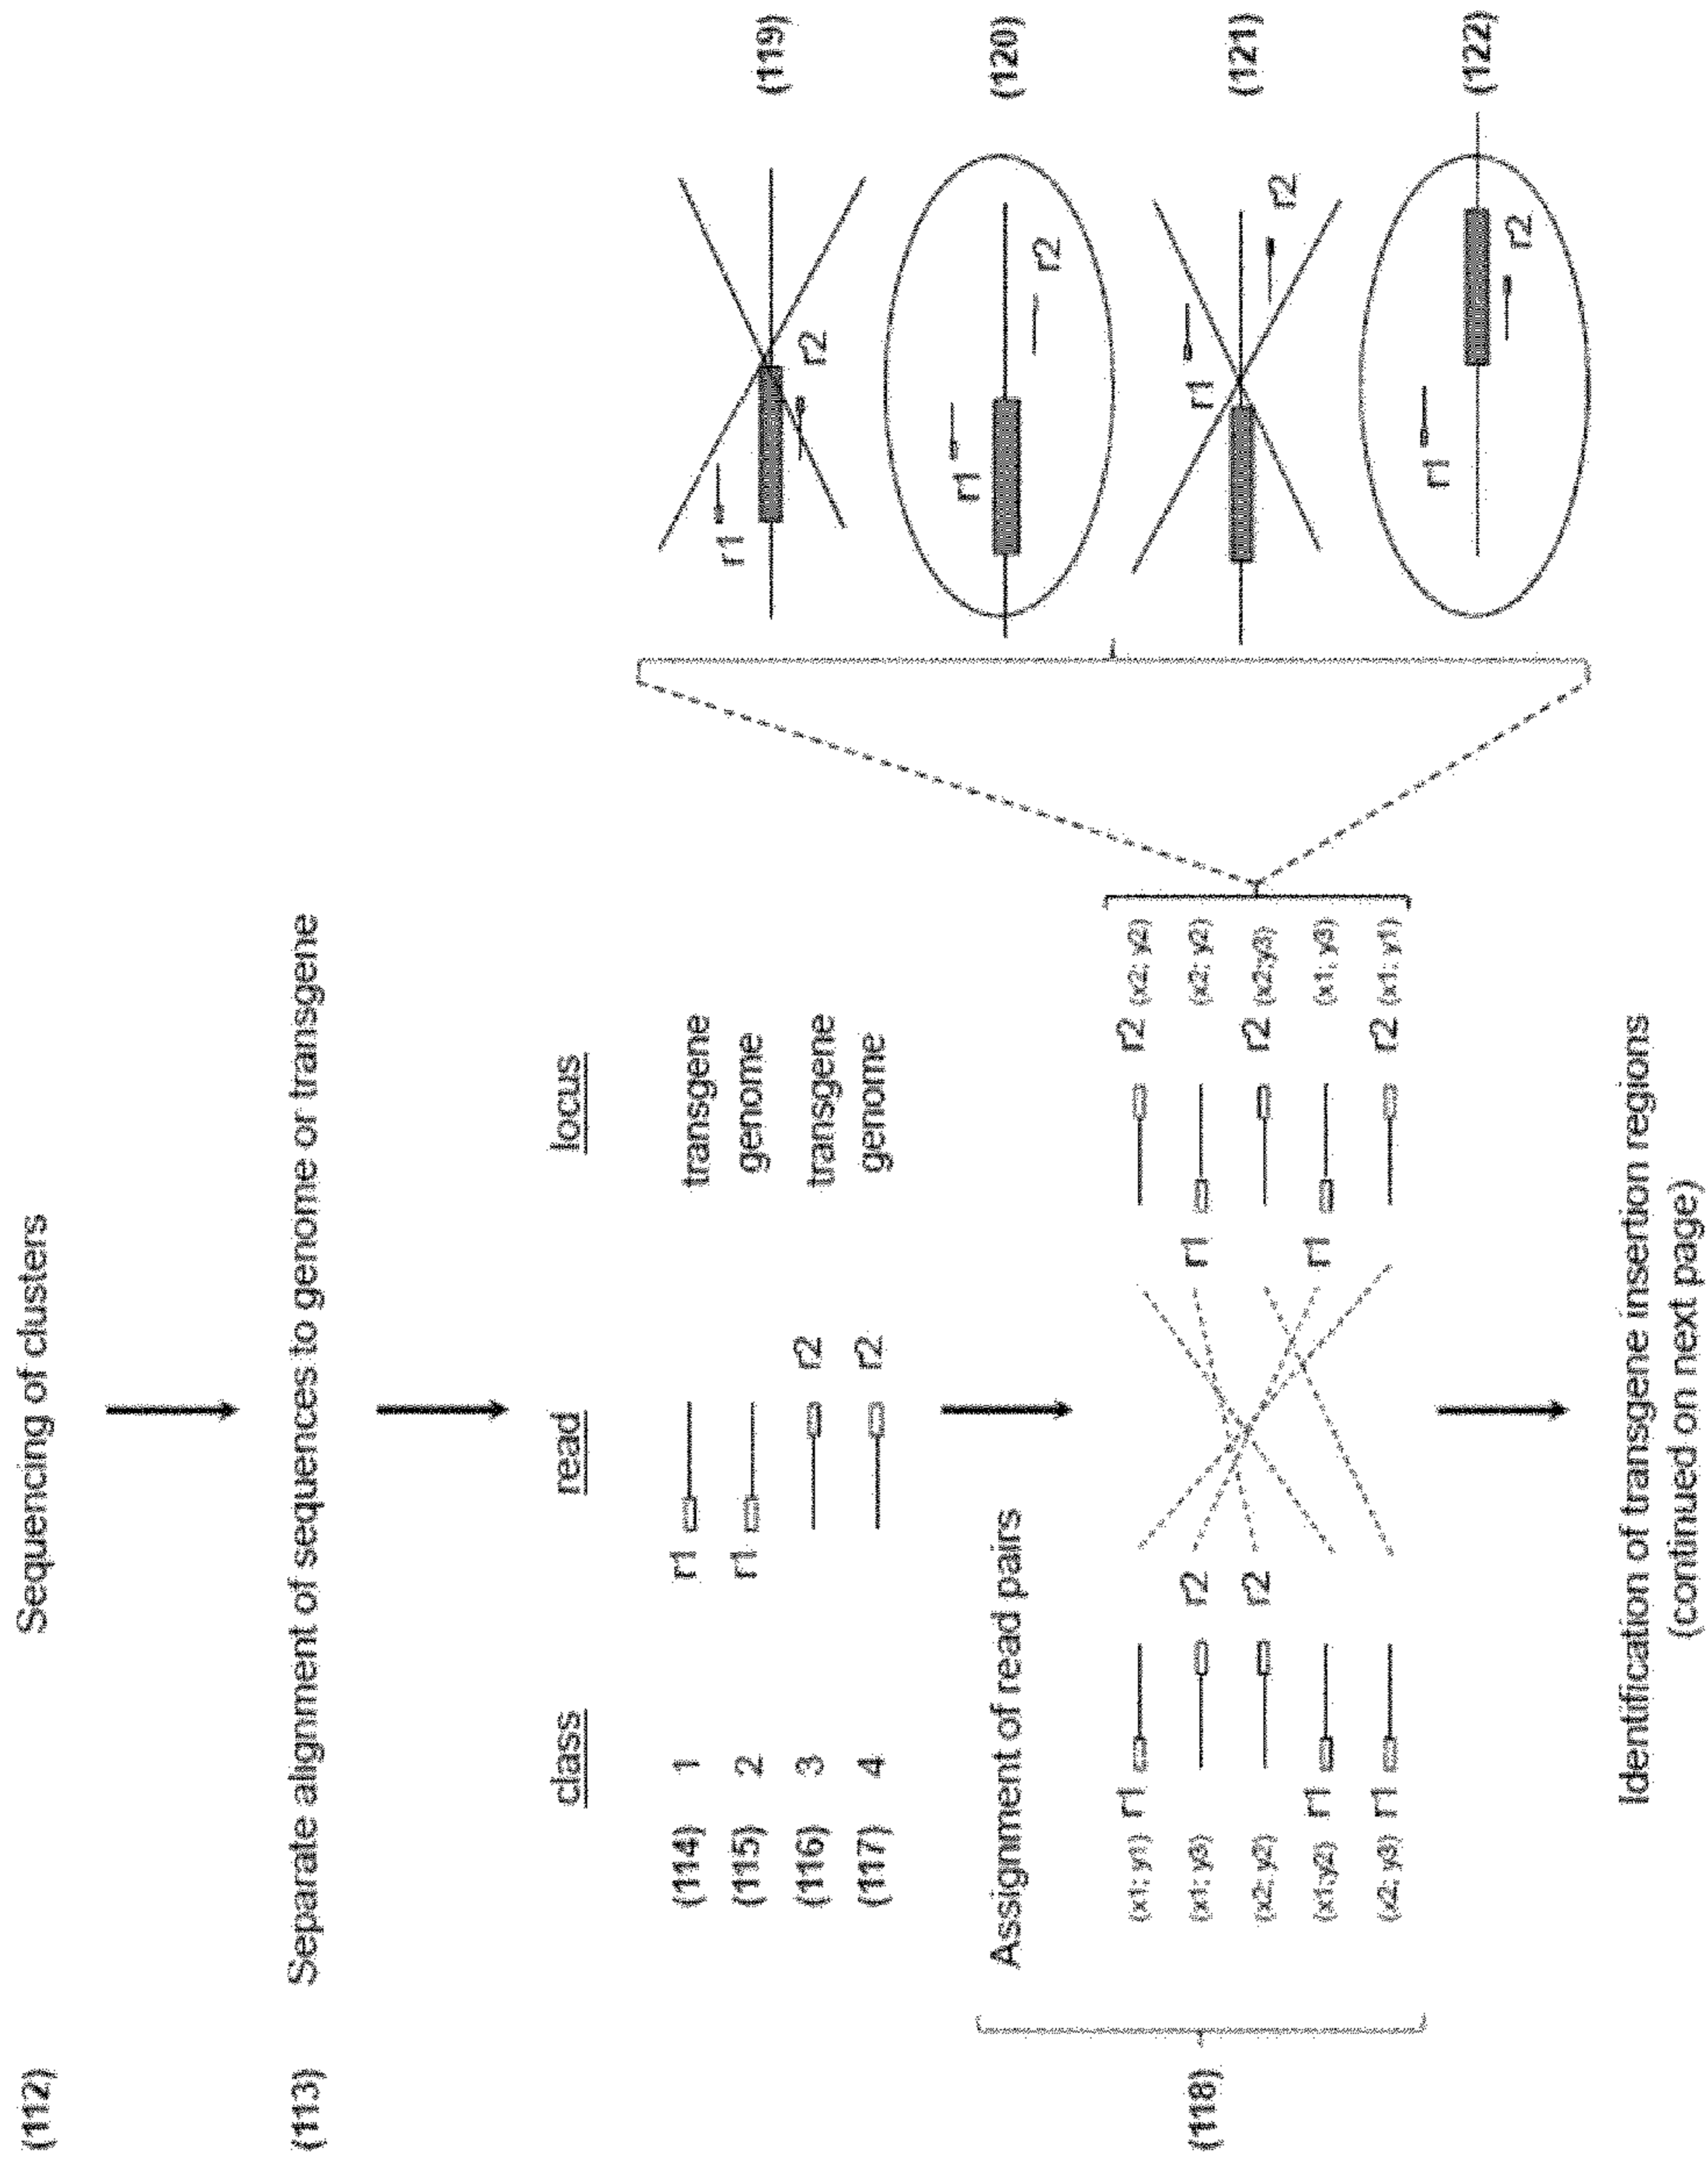 (112) Sequencing of clusters
(113) Separate alignment of sequences to genome or transgene
class read locus
(114) 1 r1 transgene
(115) 2 r1 genome
(116) 3 r2 transgene
(117) 4 r2 genome
(118)
Assignment of read pairs
(x1; y1) r1 r2 (x2; y2)
(x1; y3) r2 r1 (x2; y2)
(x2; y2) r2 r2 (x2;y3)
(x1;y2) r1 r1 (x1; y3)
(x2; y3) r1 r2 (x1; y1)
r1 r2 (119)
r1 r2 (120)
r1 r2 (121)
r1 r2 (122)
Identification of transgene insertion regions
(continued on next page)